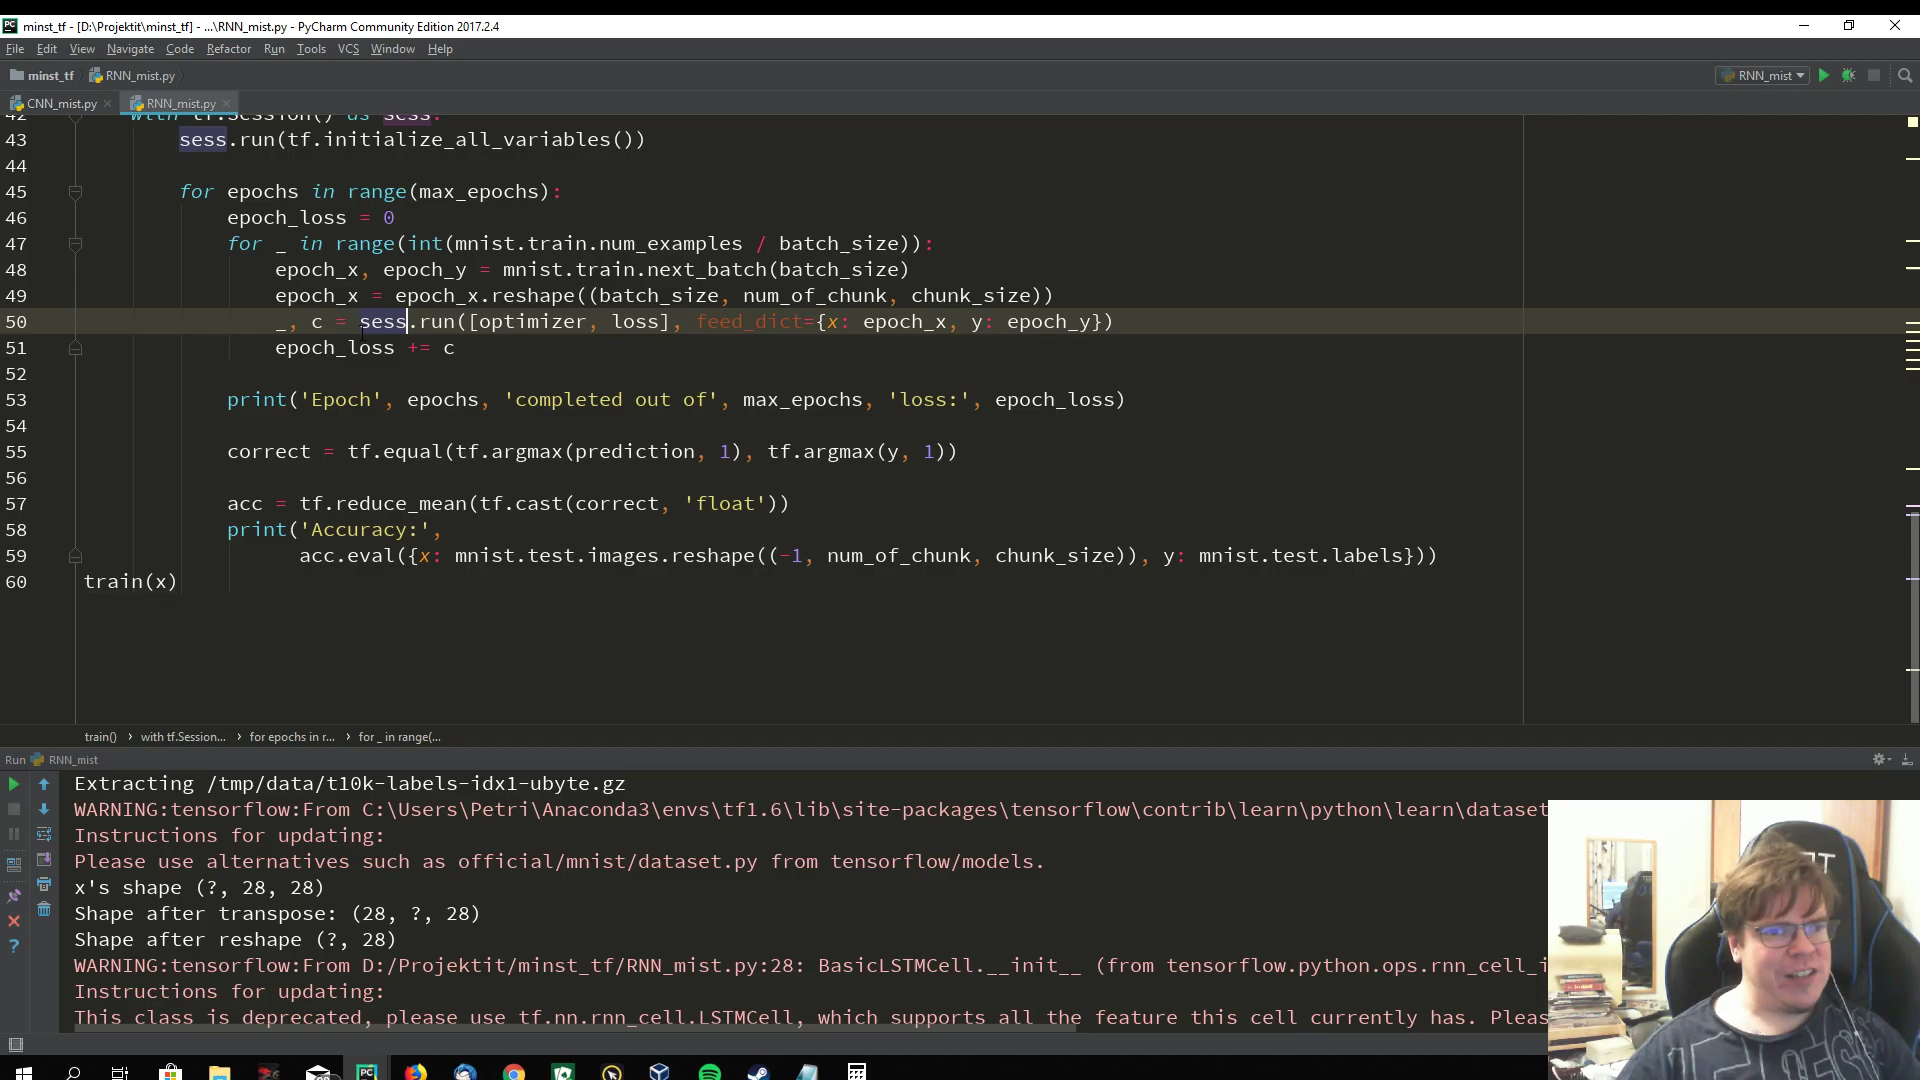 minst_tf - [D:\Projektit\minst_tf] - ...\RNN_mist.py - PyCharm Community Edition 2017.2.4
File Edit View Navigate Code Refactor Run Tools VCS Window Help
minst_tf RNN_mist.py
RNN_mist
CNN_mist.py RNN_mist.py
42 with tf.Session() as sess:
43 sess.run(tf.initialize_all_variables())
44
45 for epochs in range(max_epochs):
46 epoch_loss = 0
47 for _ in range(int(mnist.train.num_examples / batch_size)):
48 epoch_x, epoch_y = mnist.train.next_batch(batch_size)
49 epoch_x = epoch_x.reshape((batch_size, num_of_chunk, chunk_size))
50 _, c = sess.run([optimizer, loss], feed_dict={x: epoch_x, y: epoch_y})
51 epoch_loss += c
52
53 print('Epoch', epochs, 'completed out of', max_epochs, 'loss:', epoch_loss)
54
55 correct = tf.equal(tf.argmax(prediction, 1), tf.argmax(y, 1))
56
57 acc = tf.reduce_mean(tf.cast(correct, 'float'))
58 print('Accuracy:',
59 acc.eval({x: mnist.test.images.reshape((-1, num_of_chunk, chunk_size)), y: mnist.test.labels}))
60 train(x)
train() › with tf.Session... › for epochs in r... › for _ in range(...
Run RNN_mist
Extracting /tmp/data/t10k-labels-idx1-ubyte.gz
WARNING:tensorflow:From C:\Users\Petri\Anaconda3\envs\tf1.6\lib\site-packages\tensorflow\contrib\learn\python\learn\dataset
Instructions for updating:
Please use alternatives such as official/mnist/dataset.py from tensorflow/models.
x's shape (?, 28, 28)
Shape after transpose: (28, ?, 28)
Shape after reshape (?, 28)
WARNING:tensorflow:From D:/Projektit/minst_tf/RNN_mist.py:28: BasicLSTMCell.__init__ (from tensorflow.python.ops.rnn_cell_i
Instructions for updating:
This class is deprecated, please use tf.nn.rnn_cell.LSTMCell, which supports all the feature this cell currently has. Pleas